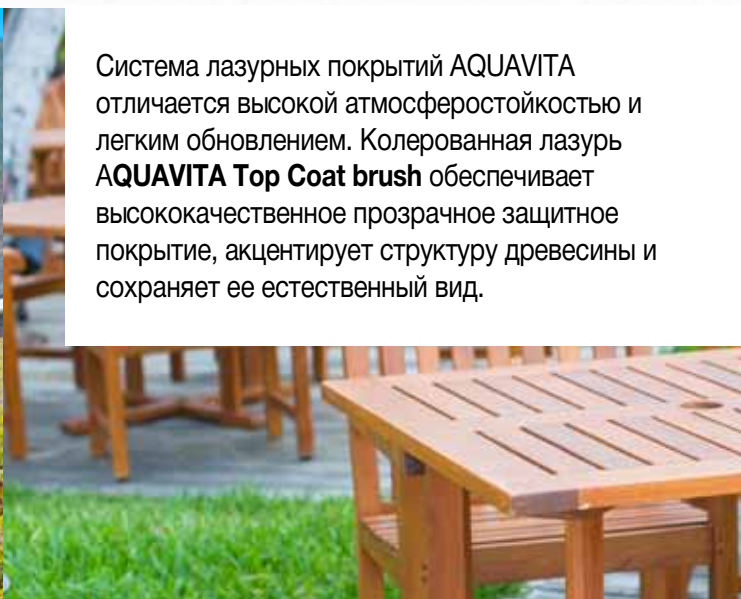 Система лазурных покрытий AQUAVITA
отличается высокой атмосферостойкостью и
легким обновлением. Колерованная лазурь
AQUAVITA Top Coat brush обеспечивает
высококачественное прозрачное защитное
покрытие, акцентирует структуру древесины и
сохраняет ее естественный вид.